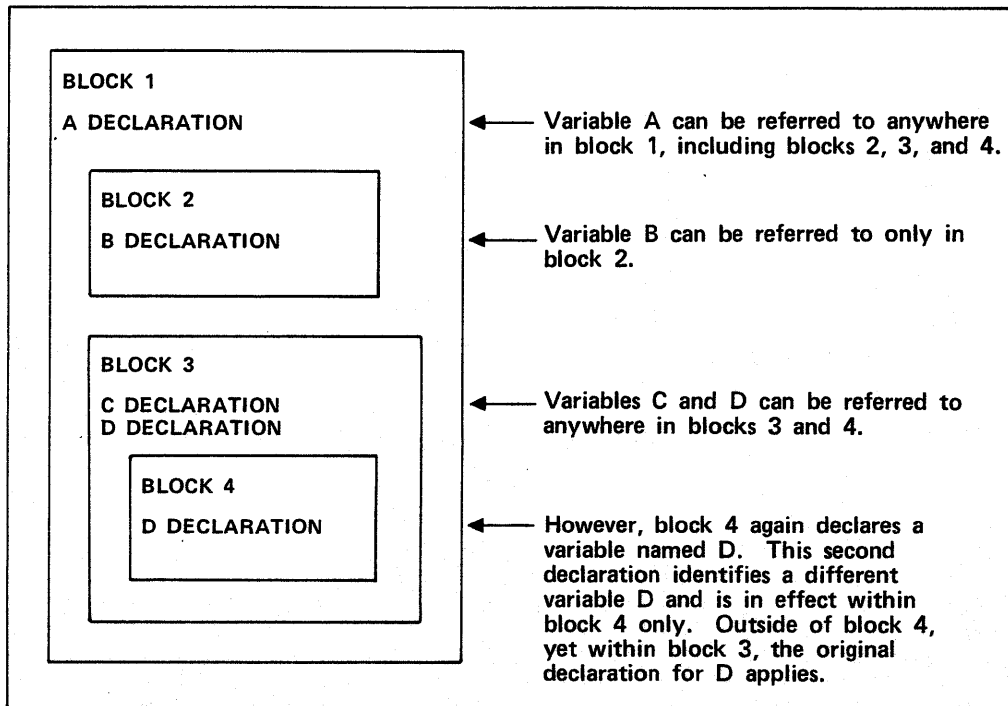 BLOCK 1
A DECLARATION
Variable A can be referred to anywhere
in block 1, including blocks 2, 3, and 4.
BLOCK 2
B DECLARATION
Variable B can be referred to only in
block 2.
BLOCK 3
C DECLARATION
D DECLARATION
Variables C and D can be referred to
anywhere in blocks 3 and 4.
BLOCK 4
D DECLARATION
However, block 4 again declares a
variable named D. This second
declaration identifies a different
variable D and is in effect within
block 4 only. Outside of block 4,
yet within block 3, the original
declaration for D applies.